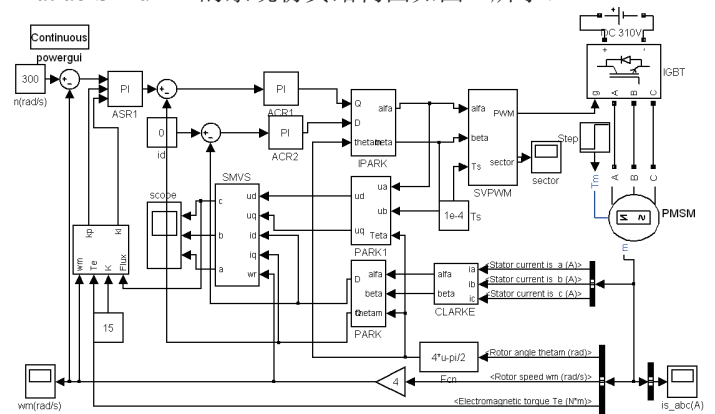 Continuous
powergui
DC 310V
+
-
IGBT
g
A
B
C
300
n(rad/s)
PI
ASR1
PI
ACR1
0
id
PI
ACR2
Q
D
thetam
alfa
beta
IPARK
alfa
beta
Ts
PWM
sector
SVPWM
sector
Step
Tm
A
B
C
m
PMSM
scope
SMVS
c
b
a
ud
uq
id
iq
wr
ud
uq
ua
ub
Teta
PARK1
1e-4
Ts
kp
ki
wm
Te
K
Flux
15
D
Q
alfa
beta
thetam
PARK
alfa
beta
ia
ib
ic
CLARKE
<Stator current is_a (A)>
<Stator current is_b (A)>
<Stator current is_c (A)>
4*u-pi/2
Fcn
<Rotor angle thetam (rad)>
4
<Rotor speed wm (rad/s)>
<Electromagnetic torque Te (N*m)>
wm(rad/s)
is_abc(A)